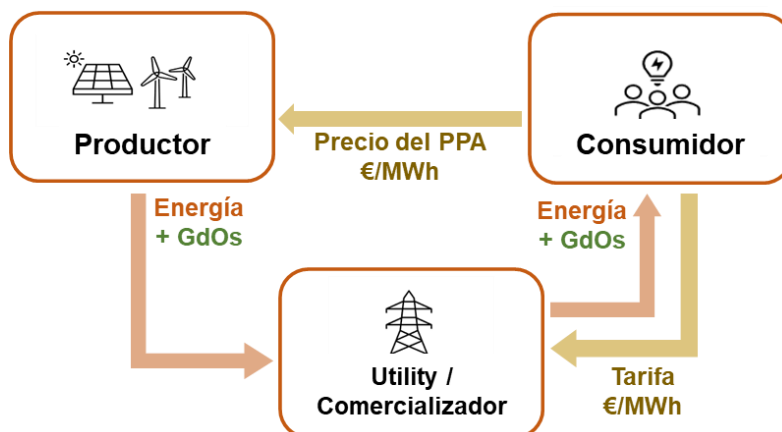 Productor
Precio del PPA
€/MWh
Consumidor
Energía
+ GdOs
Energía
+ GdOs
Utility /
Comercializador
Tarifa
€/MWh